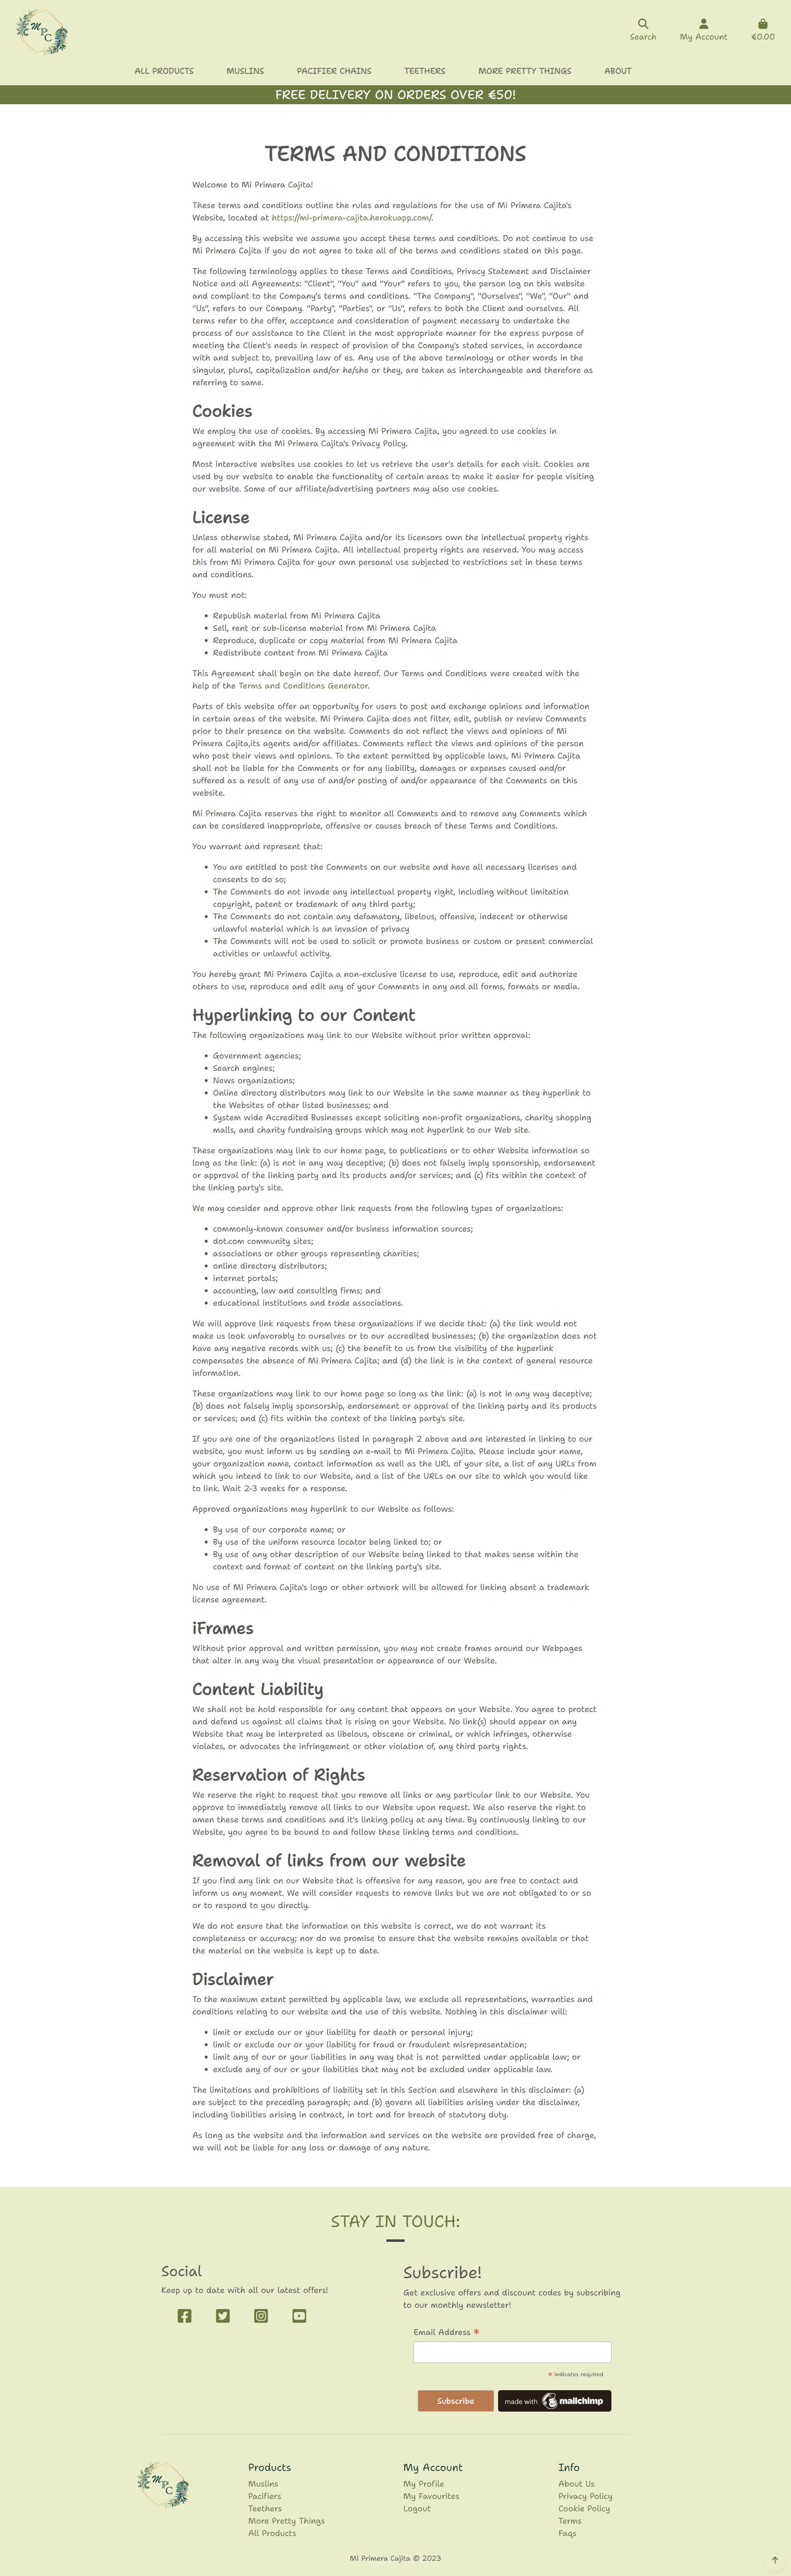 MPC
Search
My Account
€0.00
ALL PRODUCTS
MUSLINS
PACIFIER CHAINS
TEETHERS
MORE PRETTY THINGS
ABOUT
FREE DELIVERY ON ORDERS OVER €50!
TERMS AND CONDITIONS
Welcome to Mi Primera Cajita!
These terms and conditions outline the rules and regulations for the use of Mi Primera Cajita's
Website, located at https://mi-primera-cajita.herokuapp.com/.
By accessing this website we assume you accept these terms and conditions. Do not continue to use
Mi Primera Cajita if you do not agree to take all of the terms and conditions stated on this page.
The following terminology applies to these Terms and Conditions, Privacy Statement and Disclaimer
Notice and all Agreements: "Client", "You" and "Your" refers to you, the person log on this website
and compliant to the Company's terms and conditions. "The Company", "Ourselves", "We", "Our" and
"Us", refers to our Company. "Party", "Parties", or "Us", refers to both the Client and ourselves. All
terms refer to the offer, acceptance and consideration of payment necessary to undertake the
process of our assistance to the Client in the most appropriate manner for the express purpose of
meeting the Client's needs in respect of provision of the Company's stated services, in accordance
with and subject to, prevailing law of es. Any use of the above terminology or other words in the
singular, plural, capitalization and/or he/she or they, are taken as interchangeable and therefore as
referring to same.
Cookies
We employ the use of cookies. By accessing Mi Primera Cajita, you agreed to use cookies in
agreement with the Mi Primera Cajita's Privacy Policy.
Most interactive websites use cookies to let us retrieve the user's details for each visit. Cookies are
used by our website to enable the functionality of certain areas to make it easier for people visiting
our website. Some of our affiliate/advertising partners may also use cookies.
License
Unless otherwise stated, Mi Primera Cajita and/or its licensors own the intellectual property rights
for all material on Mi Primera Cajita. All intellectual property rights are reserved. You may access
this from Mi Primera Cajita for your own personal use subjected to restrictions set in these terms
and conditions.
You must not:
• Republish material from Mi Primera Cajita
• Sell, rent or sub-license material from Mi Primera Cajita
• Reproduce, duplicate or copy material from Mi Primera Cajita
• Redistribute content from Mi Primera Cajita
This Agreement shall begin on the date hereof. Our Terms and Conditions were created with the
help of the Terms and Conditions Generator.
Parts of this website offer an opportunity for users to post and exchange opinions and information
in certain areas of the website. Mi Primera Cajita does not filter, edit, publish or review Comments
prior to their presence on the website. Comments do not reflect the views and opinions of Mi
Primera Cajita,its agents and/or affiliates. Comments reflect the views and opinions of the person
who post their views and opinions. To the extent permitted by applicable laws, Mi Primera Cajita
shall not be liable for the Comments or for any liability, damages or expenses caused and/or
suffered as a result of any use of and/or posting of and/or appearance of the Comments on this
website.
Mi Primera Cajita reserves the right to monitor all Comments and to remove any Comments which
can be considered inappropriate, offensive or causes breach of these Terms and Conditions.
You warrant and represent that:
• You are entitled to post the Comments on our website and have all necessary licenses and
consents to do so;
• The Comments do not invade any intellectual property right, including without limitation
copyright, patent or trademark of any third party;
• The Comments do not contain any defamatory, libelous, offensive, indecent or otherwise
unlawful material which is an invasion of privacy
• The Comments will not be used to solicit or promote business or custom or present commercial
activities or unlawful activity.
You hereby grant Mi Primera Cajita a non-exclusive license to use, reproduce, edit and authorize
others to use, reproduce and edit any of your Comments in any and all forms, formats or media.
Hyperlinking to our Content
The following organizations may link to our Website without prior written approval:
• Government agencies;
• Search engines;
• News organizations;
• Online directory distributors may link to our Website in the same manner as they hyperlink to
the Websites of other listed businesses; and
• System wide Accredited Businesses except soliciting non-profit organizations, charity shopping
malls, and charity fundraising groups which may not hyperlink to our Web site.
These organizations may link to our home page, to publications or to other Website information so
long as the link: (a) is not in any way deceptive; (b) does not falsely imply sponsorship, endorsement
or approval of the linking party and its products and/or services; and (c) fits within the context of
the linking party's site.
We may consider and approve other link requests from the following types of organizations:
• commonly-known consumer and/or business information sources;
• dot.com community sites;
• associations or other groups representing charities;
• online directory distributors;
• internet portals;
• accounting, law and consulting firms; and
• educational institutions and trade associations.
We will approve link requests from these organizations if we decide that: (a) the link would not
make us look unfavorably to ourselves or to our accredited businesses; (b) the organization does not
have any negative records with us; (c) the benefit to us from the visibility of the hyperlink
compensates the absence of Mi Primera Cajita; and (d) the link is in the context of general resource
information.
These organizations may link to our home page so long as the link: (a) is not in any way deceptive;
(b) does not falsely imply sponsorship, endorsement or approval of the linking party and its products
or services; and (c) fits within the context of the linking party's site.
If you are one of the organizations listed in paragraph 2 above and are interested in linking to our
website, you must inform us by sending an e-mail to Mi Primera Cajita. Please include your name,
your organization name, contact information as well as the URL of your site, a list of any URLs from
which you intend to link to our Website, and a list of the URLs on our site to which you would like
to link. Wait 2-3 weeks for a response.
Approved organizations may hyperlink to our Website as follows:
• By use of our corporate name; or
• By use of the uniform resource locator being linked to; or
• By use of any other description of our Website being linked to that makes sense within the
context and format of content on the linking party's site.
No use of Mi Primera Cajita's logo or other artwork will be allowed for linking absent a trademark
license agreement.
iFrames
Without prior approval and written permission, you may not create frames around our Webpages
that alter in any way the visual presentation or appearance of our Website.
Content Liability
We shall not be hold responsible for any content that appears on your Website. You agree to protect
and defend us against all claims that is rising on your Website. No link(s) should appear on any
Website that may be interpreted as libelous, obscene or criminal, or which infringes, otherwise
violates, or advocates the infringement or other violation of, any third party rights.
Reservation of Rights
We reserve the right to request that you remove all links or any particular link to our Website. You
approve to immediately remove all links to our Website upon request. We also reserve the right to
amen these terms and conditions and it's linking policy at any time. By continuously linking to our
Website, you agree to be bound to and follow these linking terms and conditions.
Removal of links from our website
If you find any link on our Website that is offensive for any reason, you are free to contact and
inform us any moment. We will consider requests to remove links but we are not obligated to or so
or to respond to you directly.
We do not ensure that the information on this website is correct, we do not warrant its
completeness or accuracy; nor do we promise to ensure that the website remains available or that
the material on the website is kept up to date.
Disclaimer
To the maximum extent permitted by applicable law, we exclude all representations, warranties and
conditions relating to our website and the use of this website. Nothing in this disclaimer will:
• limit or exclude our or your liability for death or personal injury;
• limit or exclude our or your liability for fraud or fraudulent misrepresentation;
• limit any of our or your liabilities in any way that is not permitted under applicable law; or
• exclude any of our or your liabilities that may not be excluded under applicable law.
The limitations and prohibitions of liability set in this Section and elsewhere in this disclaimer: (a)
are subject to the preceding paragraph; and (b) govern all liabilities arising under the disclaimer,
including liabilities arising in contract, in tort and for breach of statutory duty.
As long as the website and the information and services on the website are provided free of charge,
we will not be liable for any loss or damage of any nature.
STAY IN TOUCH:
Social
Keep up to date with all our latest offers!
Subscribe!
Get exclusive offers and discount codes by subscribing
to our monthly newsletter!
Email Address *
* indicates required
Subscribe
made with mailchimp
MPC
Products
Muslins
Pacifiers
Teethers
More Pretty Things
All Products
My Account
My Profile
My Favourites
Logout
Info
About Us
Privacy Policy
Cookie Policy
Terms
Faqs
Mi Primera Cajita © 2023